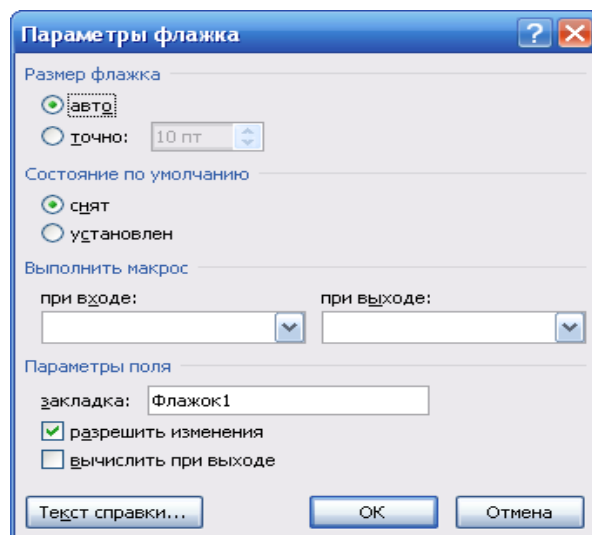 Параметры флажка
Размер флажка
авто
точно: 10 пт
Состояние по умолчанию
снят
установлен
Выполнить макрос
при входе: при выходе:
Параметры поля
закладка: Флажок1
разрешить изменения
вычислить при выходе
Текст справки... ОК Отмена